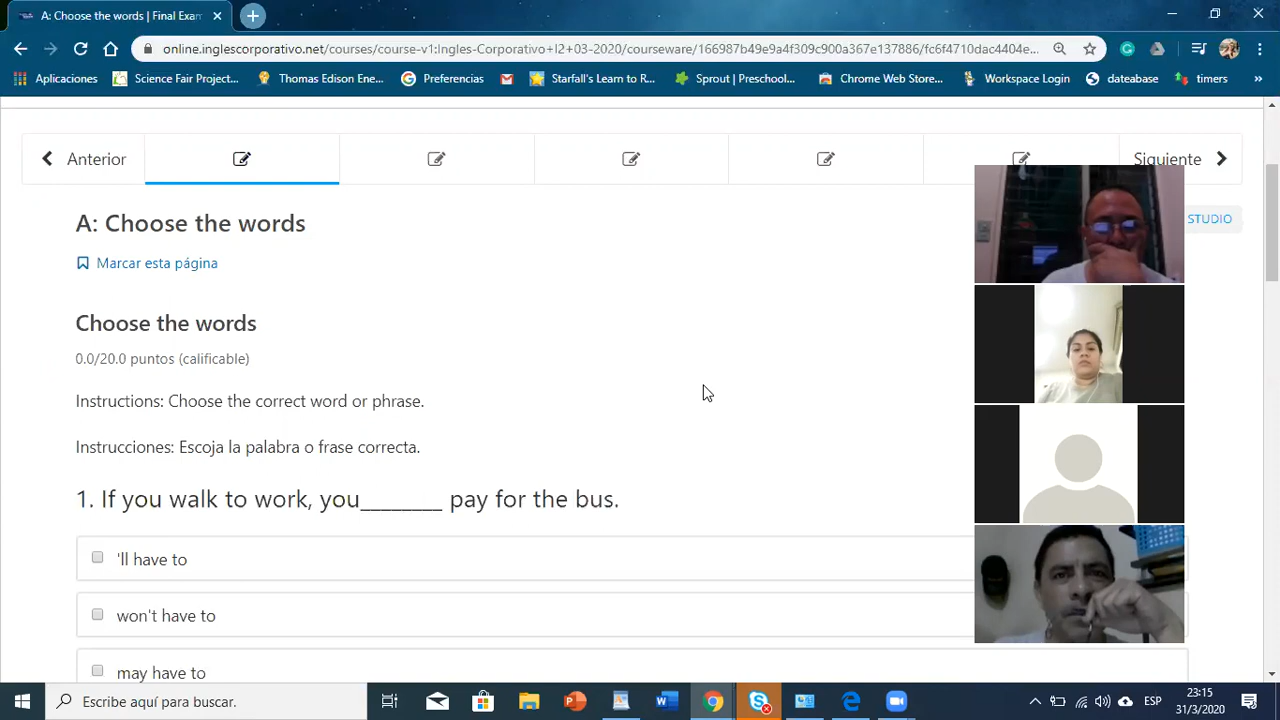 A: Choose the words | Final Exam
online.inglescorporativo.net/courses/course-v1:Ingles-Corporativo+I2+03-2020/courseware/166987b49e9a4f309c900a367e137886/fc6f4710dac4404e...
Aplicaciones Science Fair Project... Thomas Edison Ene... Preferencias Starfall's Learn to R... Sprout | Preschool... Chrome Web Store... Workspace Login dateabase timers »
Anterior Siguiente
A: Choose the words
STUDIO
Marcar esta página
Choose the words
0.0/20.0 puntos (calificable)
Instructions: Choose the correct word or phrase.
Instrucciones: Escoja la palabra o frase correcta.
1. If you walk to work, you________ pay for the bus.
'll have to
won't have to
may have to
Escribe aquí para buscar.
ESP
23:15
31/3/2020